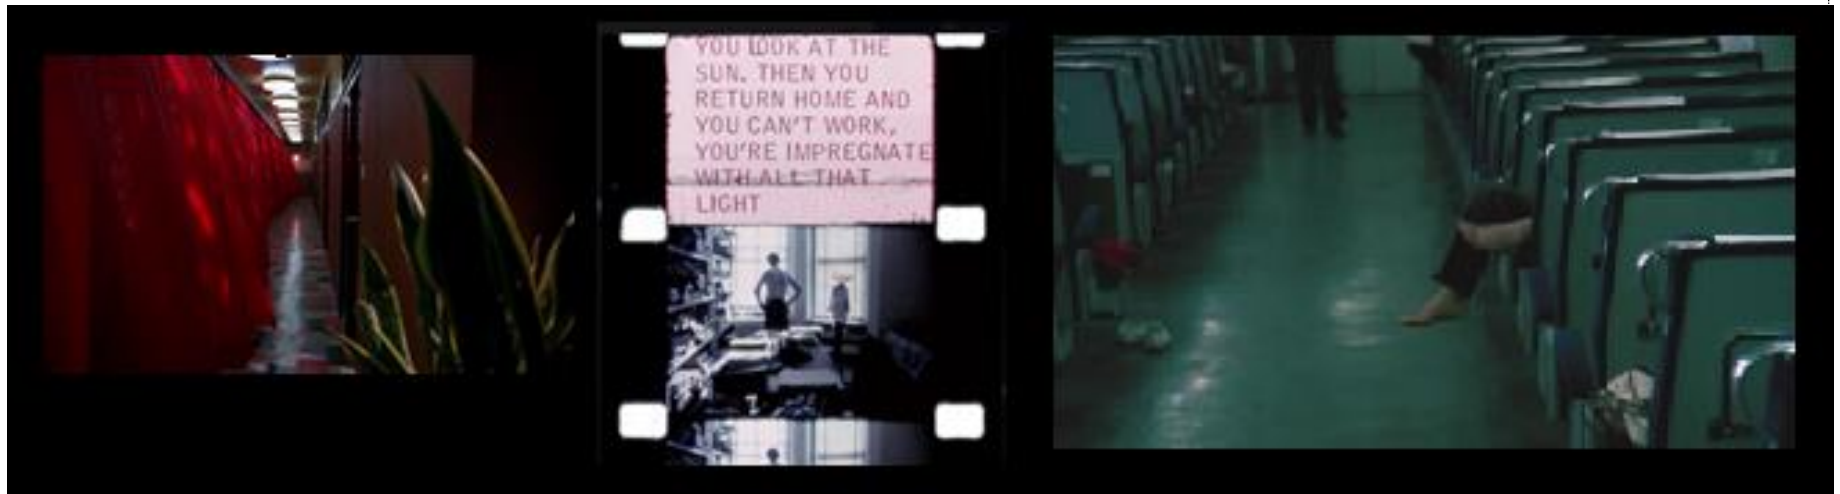 YOU LOOK AT THE
SUN. THEN YOU
RETURN HOME AND
YOU CAN'T WORK,
YOU'RE IMPREGNATE
WITH ALL THAT
LIGHT